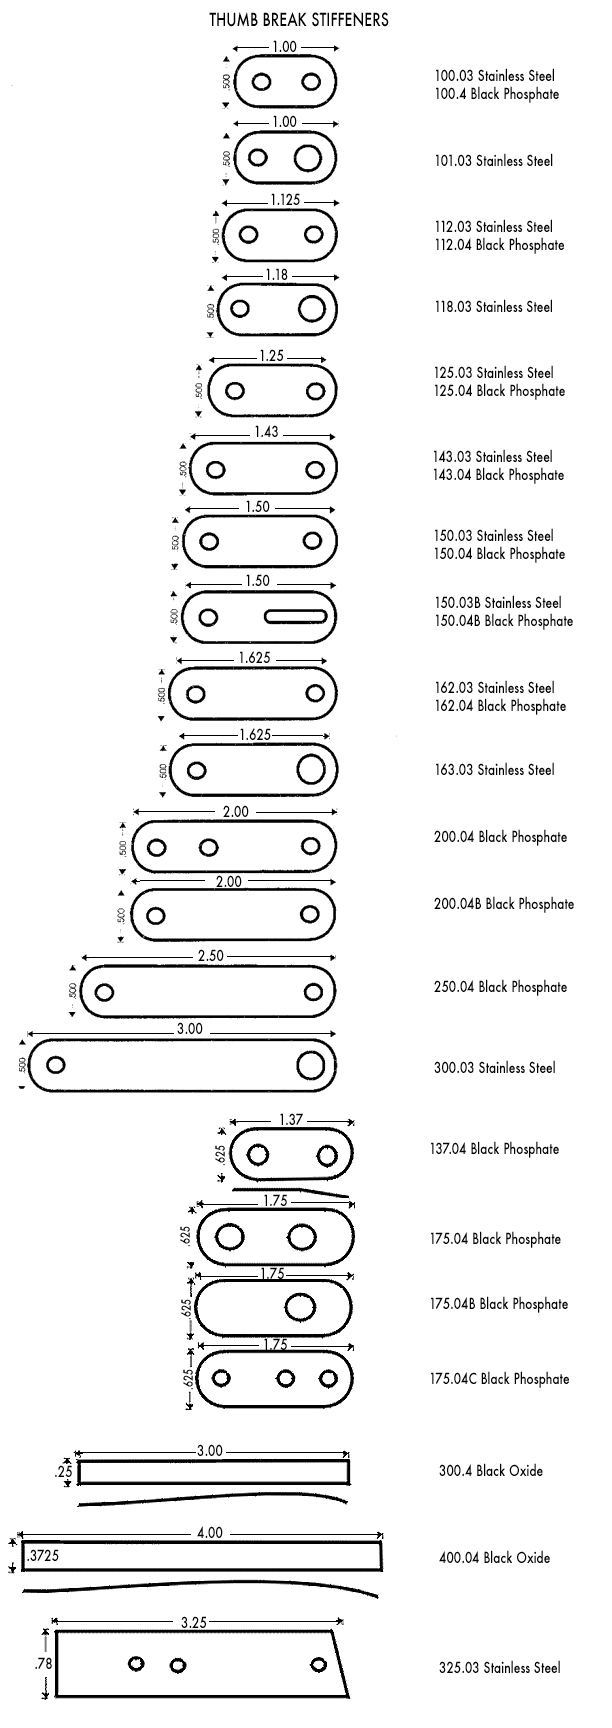 THUMB BREAK STIFFENERS
1.00
.500
100.03 Stainless Steel
100.4 Black Phosphate
1.00
.500
101.03 Stainless Steel
1.125
.500
112.03 Stainless Steel
112.04 Black Phosphate
1.18
.500
118.03 Stainless Steel
1.25
.500
125.03 Stainless Steel
125.04 Black Phosphate
1.43
.500
143.03 Stainless Steel
143.04 Black Phosphate
1.50
.500
150.03 Stainless Steel
150.04 Black Phosphate
1.50
.500
150.03B Stainless Steel
150.04B Black Phosphate
1.625
.500
162.03 Stainless Steel
162.04 Black Phosphate
1.625
.500
163.03 Stainless Steel
2.00
.500
200.04 Black Phosphate
2.00
.500
200.04B Black Phosphate
2.50
.500
250.04 Black Phosphate
3.00
.500
300.03 Stainless Steel
1.37
.625
137.04 Black Phosphate
1.75
.625
175.04 Black Phosphate
1.75
.625
175.04B Black Phosphate
1.75
.625
175.04C Black Phosphate
3.00
.25
300.4 Black Oxide
4.00
.3725
400.04 Black Oxide
3.25
.78
325.03 Stainless Steel